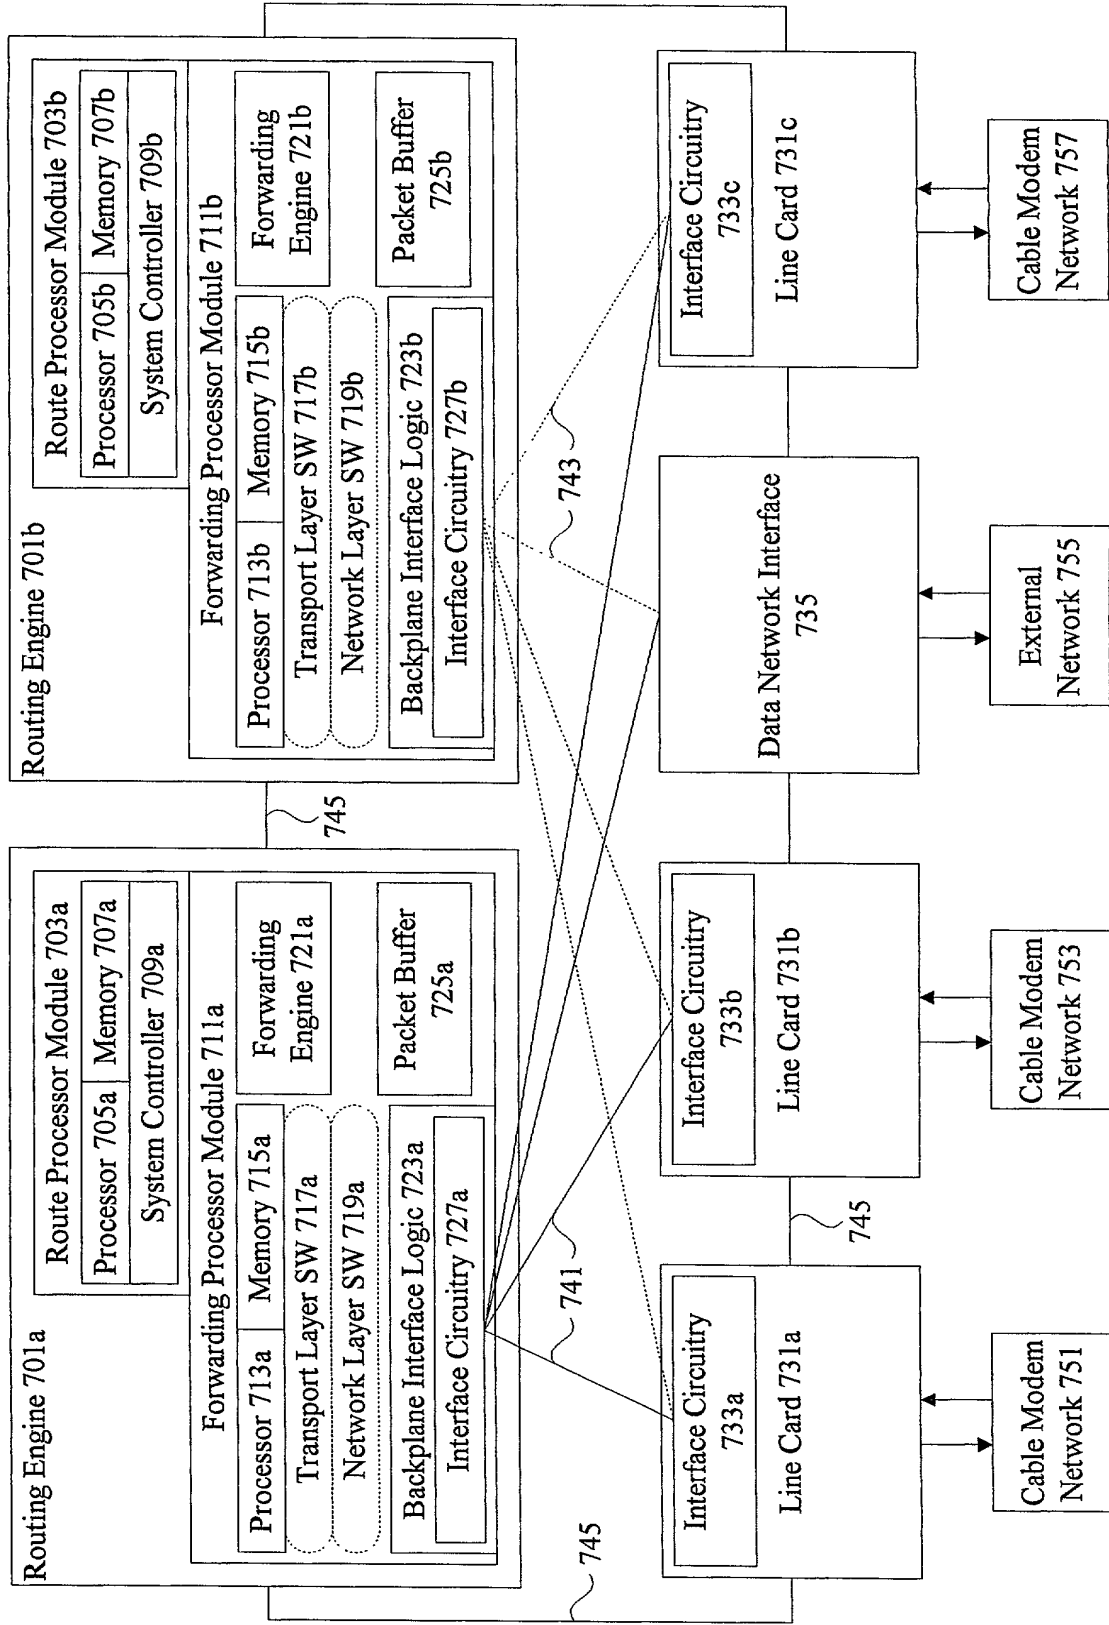 Routing Engine 701a
Route Processor Module 703a
Processor 705a
Memory 707a
System Controller 709a
Forwarding Processor Module 711a
Processor 713a
Memory 715a
Transport Layer SW 717a
Network Layer SW 719a
Forwarding
Engine 721a
Backplane Interface Logic 723a
Interface Circuitry 727a
Packet Buffer
725a
745
Routing Engine 701b
Route Processor Module 703b
Processor 705b
Memory 707b
System Controller 709b
Forwarding Processor Module 711b
Processor 713b
Memory 715b
Transport Layer SW 717b
Network Layer SW 719b
Forwarding
Engine 721b
Backplane Interface Logic 723b
Interface Circuitry 727b
Packet Buffer
725b
745
741
743
Interface Circuitry
733a
Line Card 731a
745
Interface Circuitry
733b
Line Card 731b
Data Network Interface
735
Interface Circuitry
733c
Line Card 731c
Cable Modem
Network 751
Cable Modem
Network 753
External
Network 755
Cable Modem
Network 757